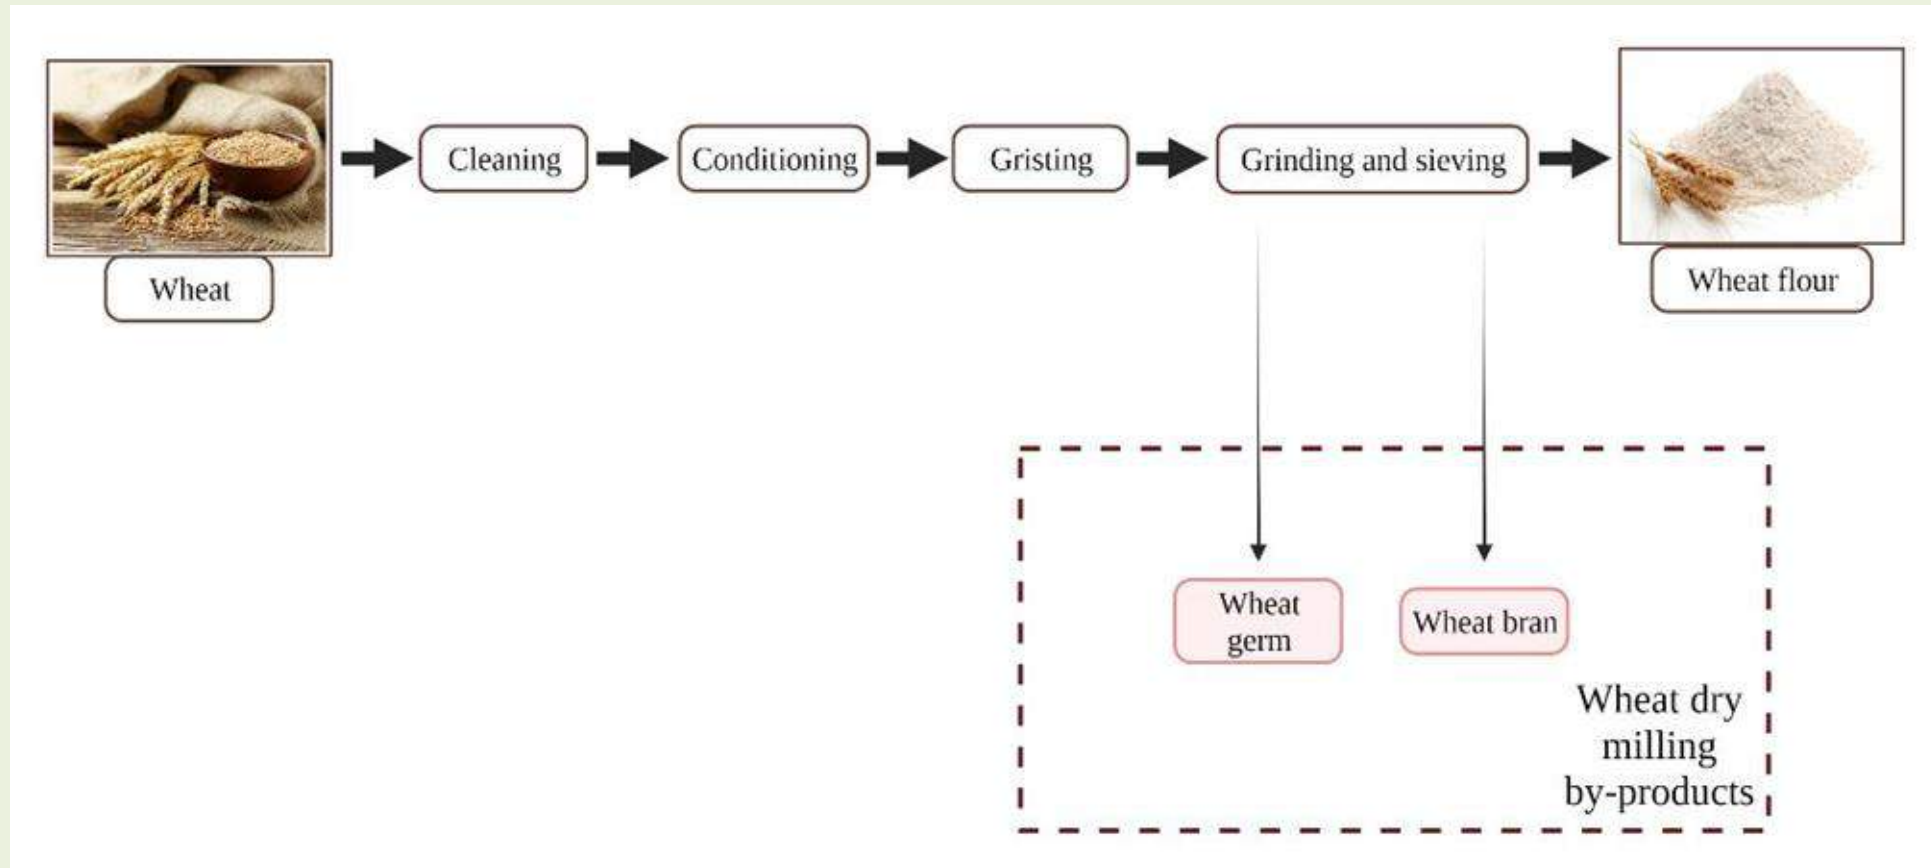 Cleaning
Conditioning
Gristing
Grinding and sieving
Wheat
Wheat flour
Wheat
germ
Wheat bran
Wheat dry
milling
by-products